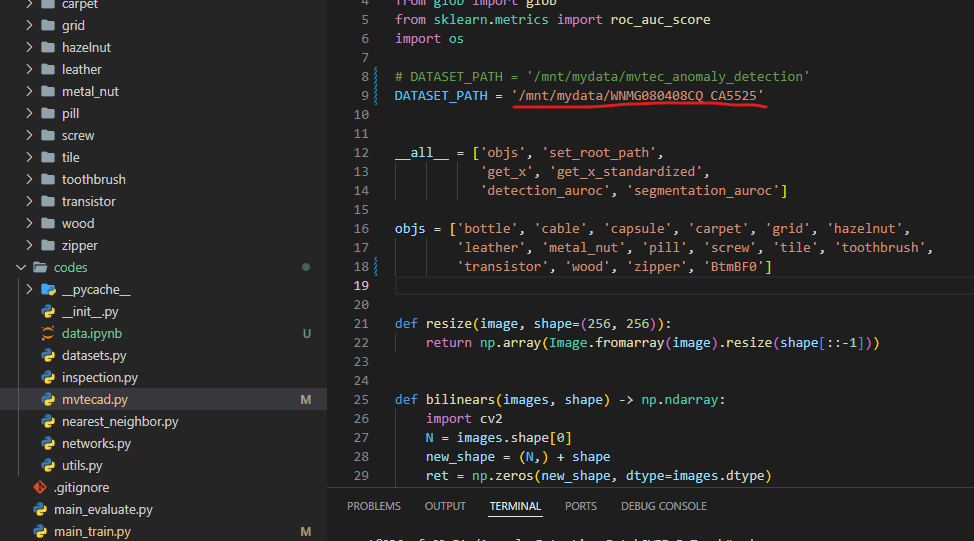 carpet
grid
hazelnut
leather
metal_nut
pill
screw
tile
toothbrush
transistor
wood
zipper
codes
__pycache__
__init__.py
data.ipynb U
datasets.py
inspection.py
mvtecad.py M
nearest_neighbor.py
networks.py
utils.py
.gitignore
main_evaluate.py
main_train.py M
4 from glob import glob
5 from sklearn.metrics import roc_auc_score
6 import os
7
8 # DATASET_PATH = '/mnt/mydata/mvtec_anomaly_detection'
9 DATASET_PATH = '/mnt/mydata/WNMG080408CQ_CA5525'
10
11
12 __all__ = ['objs', 'set_root_path',
13 'get_x', 'get_x_standardized',
14 'detection_auroc', 'segmentation_auroc']
15
16 objs = ['bottle', 'cable', 'capsule', 'carpet', 'grid', 'hazelnut',
17 'leather', 'metal_nut', 'pill', 'screw', 'tile', 'toothbrush',
18 'transistor', 'wood', 'zipper', 'BtmBF0']
19
20
21 def resize(image, shape=(256, 256)):
22 return np.array(Image.fromarray(image).resize(shape[::-1]))
23
24
25 def bilinears(images, shape) -> np.ndarray:
26 import cv2
27 N = images.shape[0]
28 new_shape = (N,) + shape
29 ret = np.zeros(new_shape, dtype=images.dtype)
PROBLEMS OUTPUT TERMINAL PORTS DEBUG CONSOLE